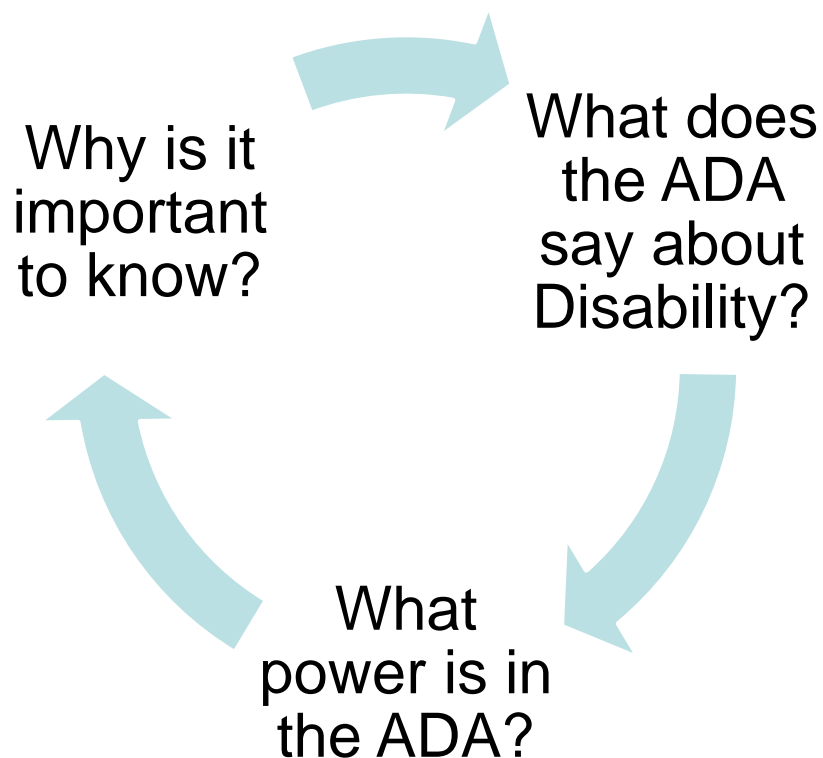 Why is it
important
to know?
What does
the ADA
say about
Disability?
What
power is in
the ADA?